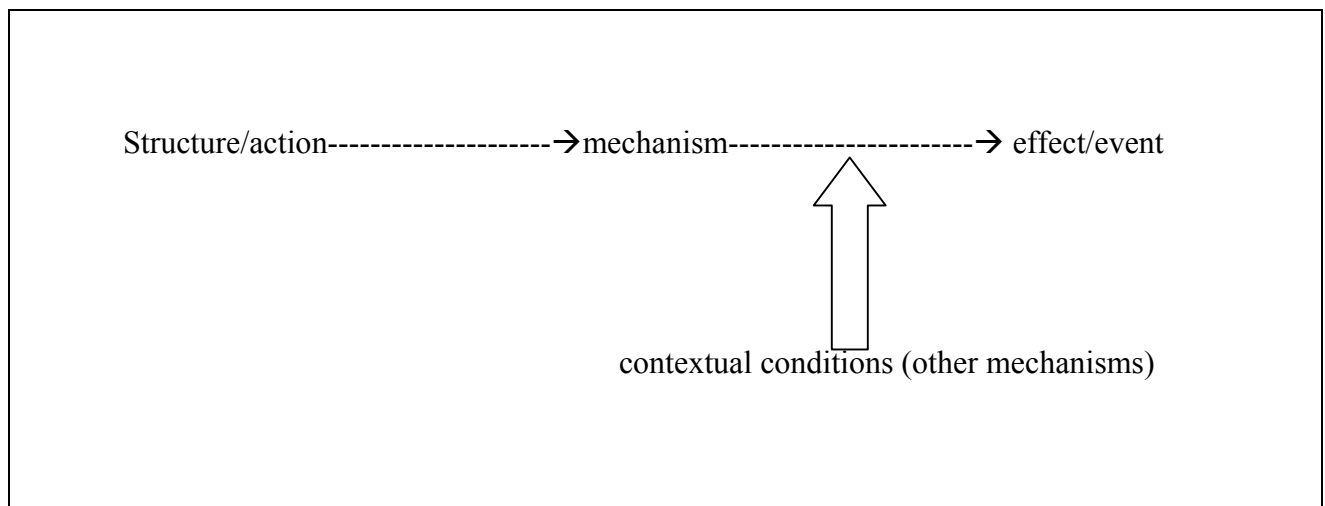 Structure/action---------------------→mechanism-----------------------→ effect/event
contextual conditions (other mechanisms)